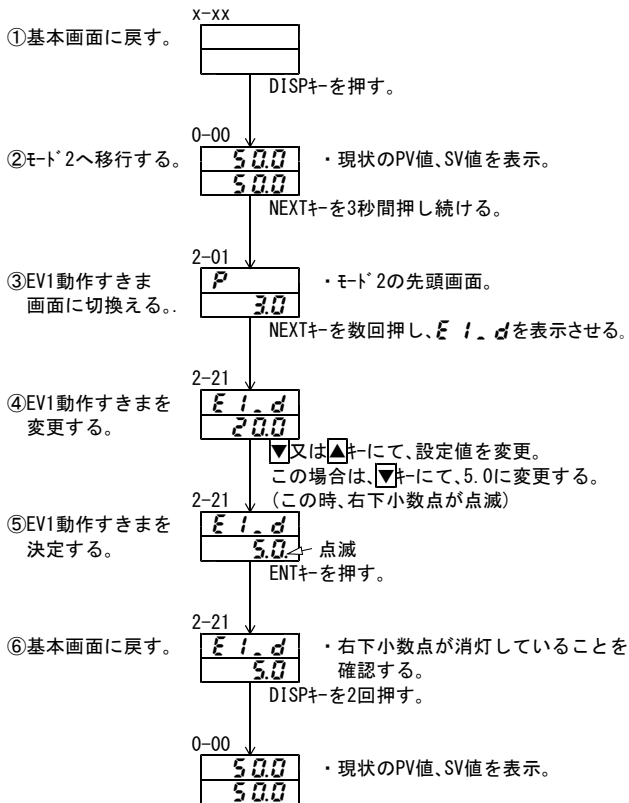 x-xx
①基本画面に戻す。
DISPｷｰを押す。
0-00
②ﾓｰﾄﾞ2へ移行する。 50.0 ・現状のPV値、SV値を表示。
50.0
NEXTｷｰを3秒間押し続ける。
2-01
③EV1動作すきま P ・ﾓｰﾄﾞ2の先頭画面。
画面に切換える。. 3.0
NEXTｷｰを数回押し、E1_dを表示させる。
2-21
④EV1動作すきまを E1_d
変更する。 20.0
▼又は▲ｷｰにて、設定値を変更。
この場合は、▼ｷｰにて、5.0に変更する。
2-21 (この時、右下小数点が点滅)
⑤EV1動作すきまを E1_d
決定する。 5.0. 点滅
ENTｷｰを押す。
2-21
⑥基本画面に戻す。 E1_d ・右下小数点が消灯していることを
5.0 確認する。
DISPｷｰを2回押す。
0-00
50.0 ・現状のPV値、SV値を表示。
50.0